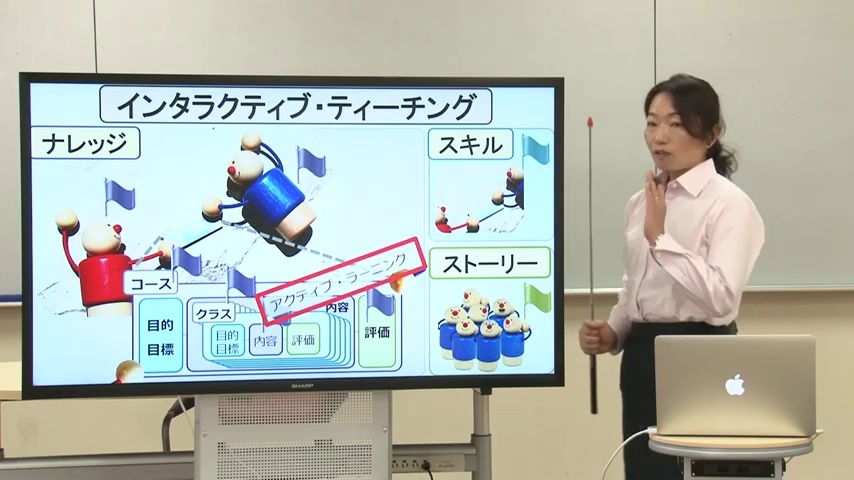 インタラクティブ・ティーチング
ナレッジ
スキル
ストーリー
アクティブ・ラーニング
コース
内容
クラス
目的
目標
目的
目標
内容
評価
評価
SHARP